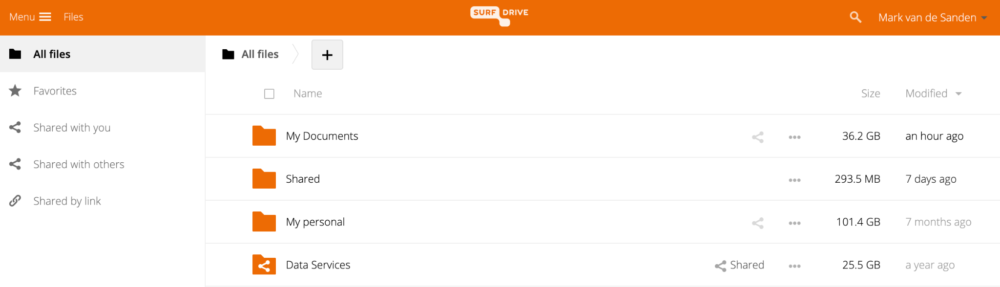 Menu Files SURF DRIVE Mark van de Sanden
All files
Favorites
Shared with you
Shared with others
Shared by link
All files +
Name Size Modified
My Documents ••• 36.2 GB an hour ago
Shared ••• 293.5 MB 7 days ago
My personal ••• 101.4 GB 7 months ago
Data Services Shared ••• 25.5 GB a year ago